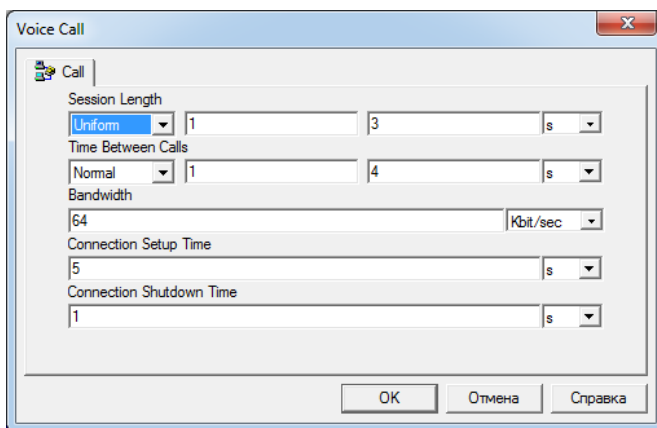 Voice Call
Call
Session Length
Uniform 1 3 s
Time Between Calls
Normal 1 4 s
Bandwidth
64 Kbit/sec
Connection Setup Time
5 s
Connection Shutdown Time
1 s
OK Отмена Справка